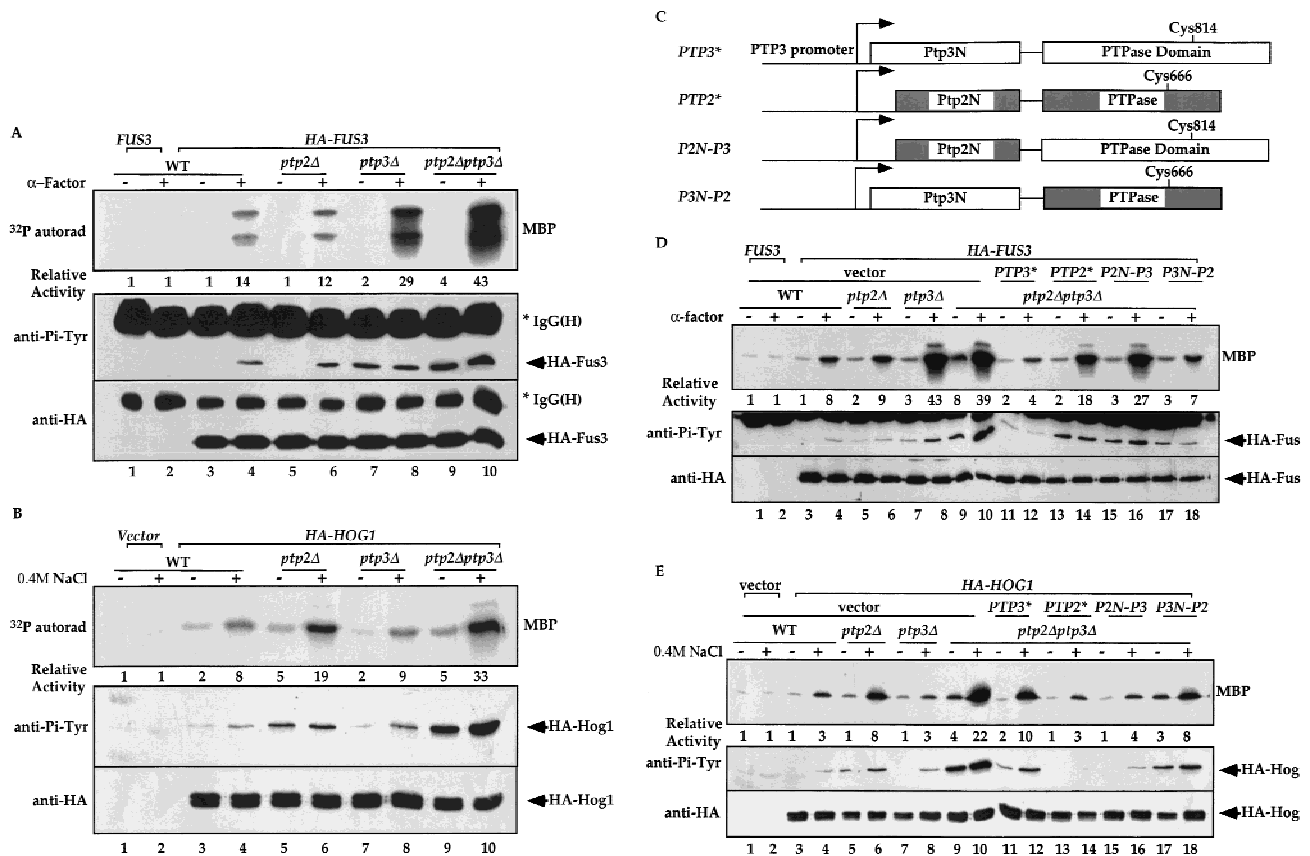 A
FUS3 HA-FUS3
WT ptp2Δ ptp3Δ ptp2Δptp3Δ
α–Factor - + - + - + - + - +
³²P autorad MBP
Relative Activity 1 1 1 14 1 12 2 29 4 43
anti-Pi-Tyr * IgG(H)
HA-Fus3
anti-HA * IgG(H)
HA-Fus3
1 2 3 4 5 6 7 8 9 10
B
Vector HA-HOG1
WT ptp2Δ ptp3Δ ptp2Δptp3Δ
0.4M NaCl - + - + - + - + - +
³²P autorad MBP
Relative Activity 1 1 2 8 5 19 2 9 5 33
anti-Pi-Tyr HA-Hog1
anti-HA HA-Hog1
1 2 3 4 5 6 7 8 9 10
C
Cys814
PTP3* PTP3 promoter Ptp3N PTPase Domain
Cys666
PTP2* Ptp2N PTPase
Cys814
P2N-P3 Ptp2N PTPase Domain
Cys666
P3N-P2 Ptp3N PTPase
D
FUS3 HA-FUS3
vector PTP3* PTP2* P2N-P3 P3N-P2
WT ptp2Δ ptp3Δ ptp2Δptp3Δ
α-factor - + - + - + - + - + - + - + - + - +
MBP
Relative Activity 1 1 1 8 2 9 3 43 8 39 2 4 2 18 3 27 3 7
anti-Pi-Tyr HA-Fus
anti-HA HA-Fus
1 2 3 4 5 6 7 8 9 10 11 12 13 14 15 16 17 18
E
vector HA-HOG1
vector PTP3* PTP2* P2N-P3 P3N-P2
WT ptp2Δ ptp3Δ ptp2Δptp3Δ
0.4M NaCl - + - + - + - + - + - + - + - + - +
MBP
Relative Activity 1 1 1 3 1 8 1 3 4 22 2 10 1 3 1 4 3 8
anti-Pi-Tyr HA-Hog
anti-HA HA-Hog
1 2 3 4 5 6 7 8 9 10 11 12 13 14 15 16 17 18